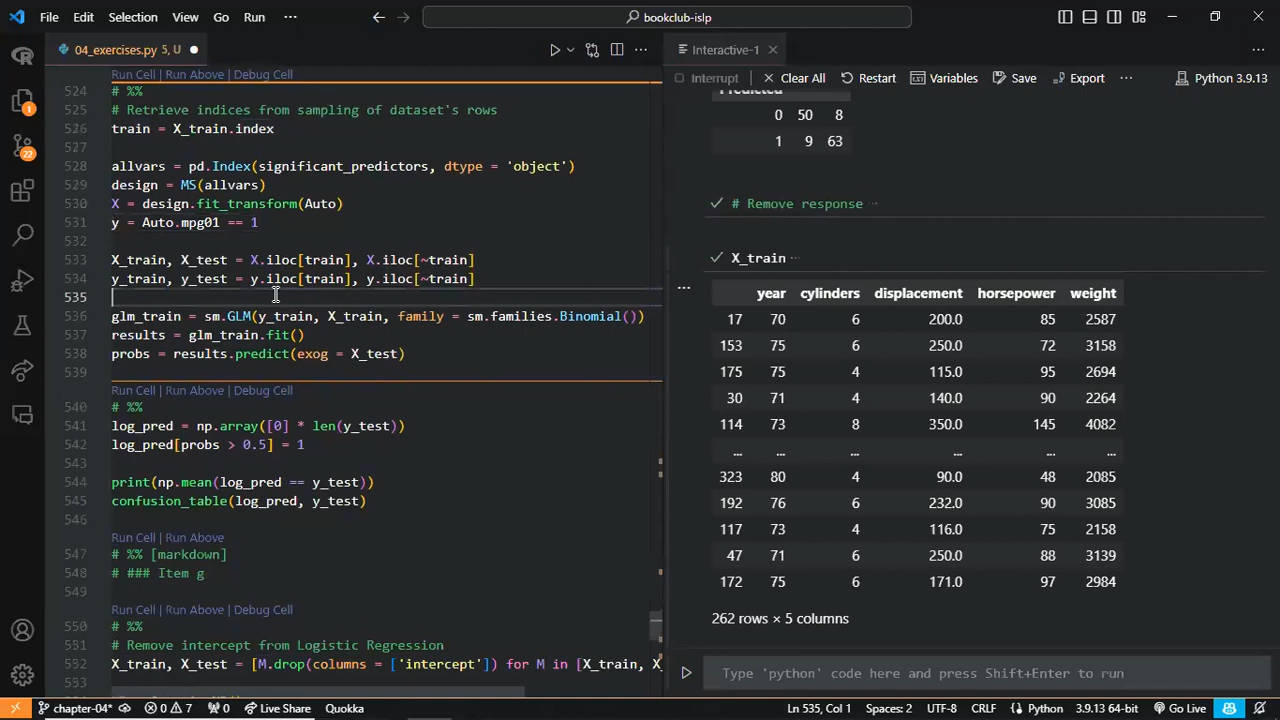 File Edit Selection View Go Run ··· bookclub-islp
04_exercises.py 5, U
Interactive-1
Run Cell | Run Above | Debug Cell
524 # %%
525 # Retrieve indices from sampling of dataset's rows
526 train = X_train.index
527
528 allvars = pd.Index(significant_predictors, dtype = 'object')
529 design = MS(allvars)
530 X = design.fit_transform(Auto)
531 y = Auto.mpg01 == 1
532
533 X_train, X_test = X.iloc[train], X.iloc[~train]
534 y_train, y_test = y.iloc[train], y.iloc[~train]
535
536 glm_train = sm.GLM(y_train, X_train, family = sm.families.Binomial())
537 results = glm_train.fit()
538 probs = results.predict(exog = X_test)
539
Run Cell | Run Above | Debug Cell
540 # %%
541 log_pred = np.array([0] * len(y_test))
542 log_pred[probs > 0.5] = 1
543
544 print(np.mean(log_pred == y_test))
545 confusion_table(log_pred, y_test)
546
Run Cell | Run Above
547 # %% [markdown]
548 # ### Item g
549
Run Cell | Run Above | Debug Cell
550 # %%
551 # Remove intercept from Logistic Regression
552 X_train, X_test = [M.drop(columns = ['intercept']) for M in [X_train, X_
553
Interrupt Clear All Restart Variables Save Export ··· Python 3.9.13
Predicted
0 50 8
1 9 63
# Remove response ···
X_train ···
year cylinders displacement horsepower weight
17 70 6 200.0 85 2587
153 75 6 250.0 72 3158
175 75 4 115.0 95 2694
30 71 4 140.0 90 2264
114 73 8 350.0 145 4082
... ... ... ... ... ...
323 80 4 90.0 48 2085
192 76 6 232.0 90 3085
117 73 4 116.0 75 2158
47 71 6 250.0 88 3139
172 75 6 171.0 97 2984
262 rows × 5 columns
Type 'python' code here and press Shift+Enter to run
1
22
chapter-04* 0 7 0 Live Share Quokka Ln 535, Col 1 Spaces: 2 UTF-8 CRLF Python 3.9.13 64-bit Go Live